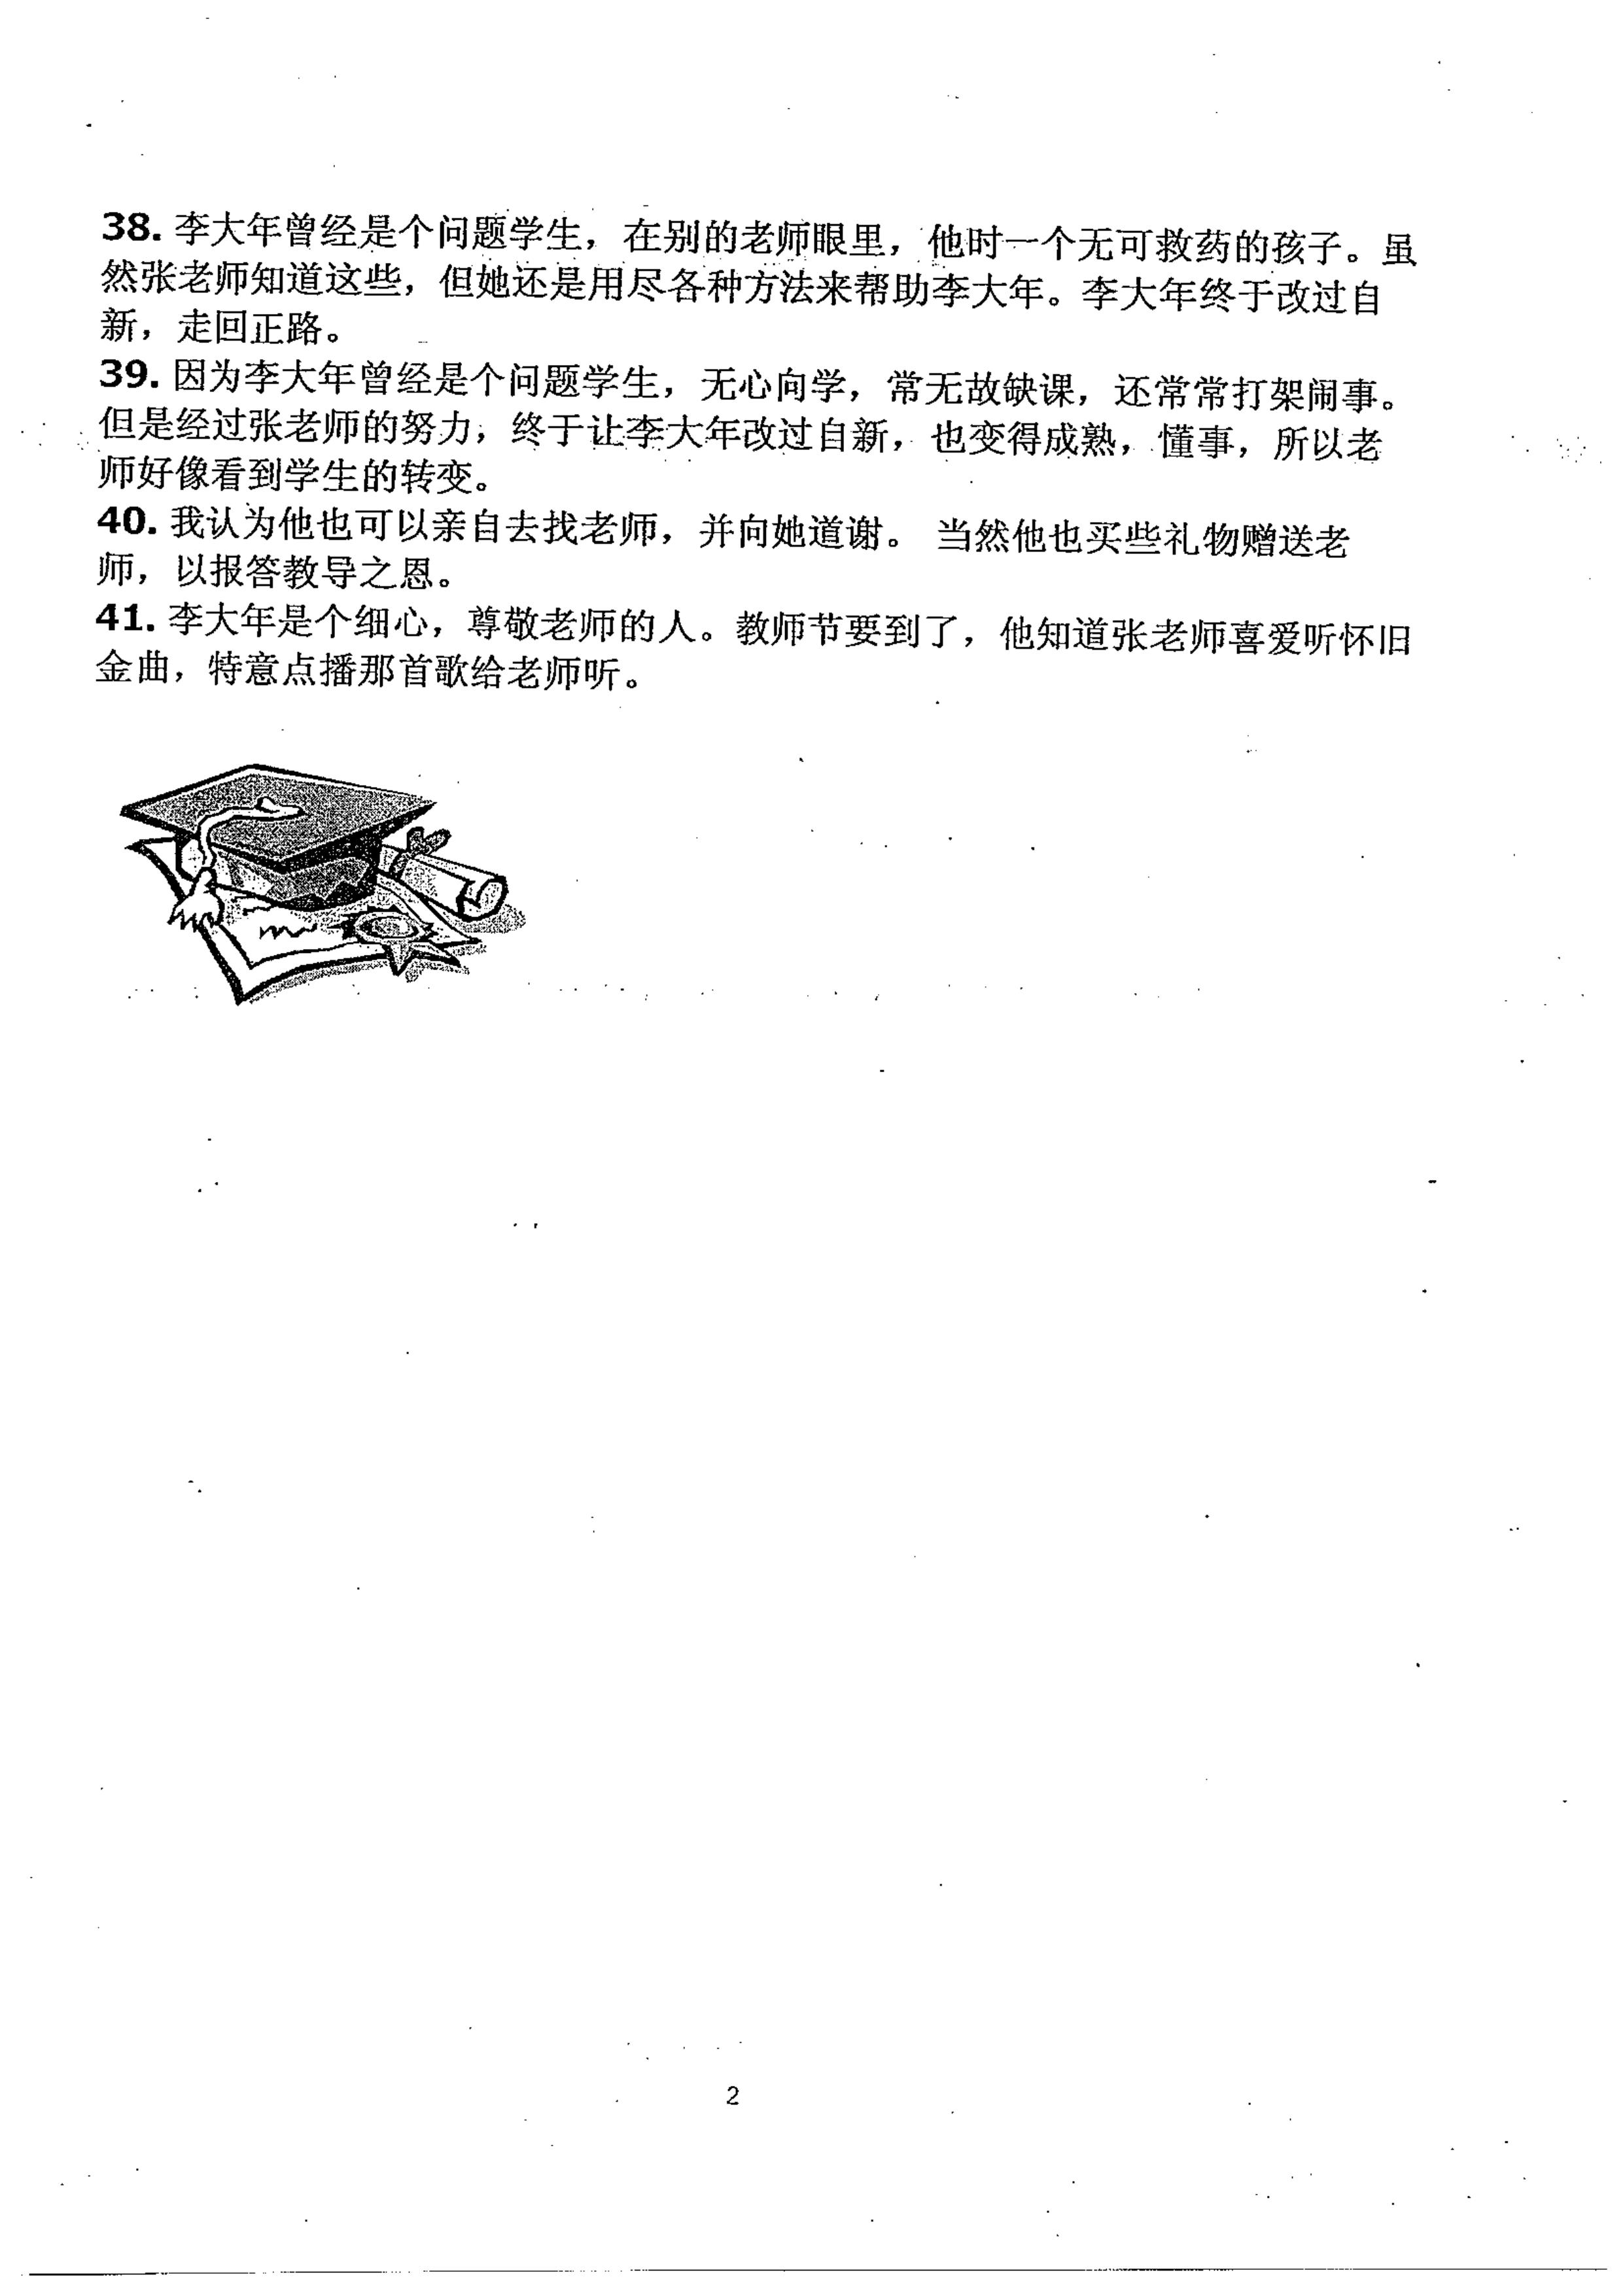 38. 李大年曾经是个问题学生，在别的老师眼里，他时一个无可救药的孩子。虽
然张老师知道这些，但她还是用尽各种方法来帮助李大年。李大年终于改过自
新，走回正路。
39. 因为李大年曾经是个问题学生，无心向学，常无故缺课，还常常打架闹事。
但是经过张老师的努力，终于让李大年改过自新，也变得成熟，懂事，所以老
师好像看到学生的转变。
40. 我认为他也可以亲自去找老师，并向她道谢。 当然他也买些礼物赠送老
师，以报答教导之恩。
41. 李大年是个细心，尊敬老师的人。教师节要到了，他知道张老师喜爱听怀旧
金曲，特意点播那首歌给老师听。
2